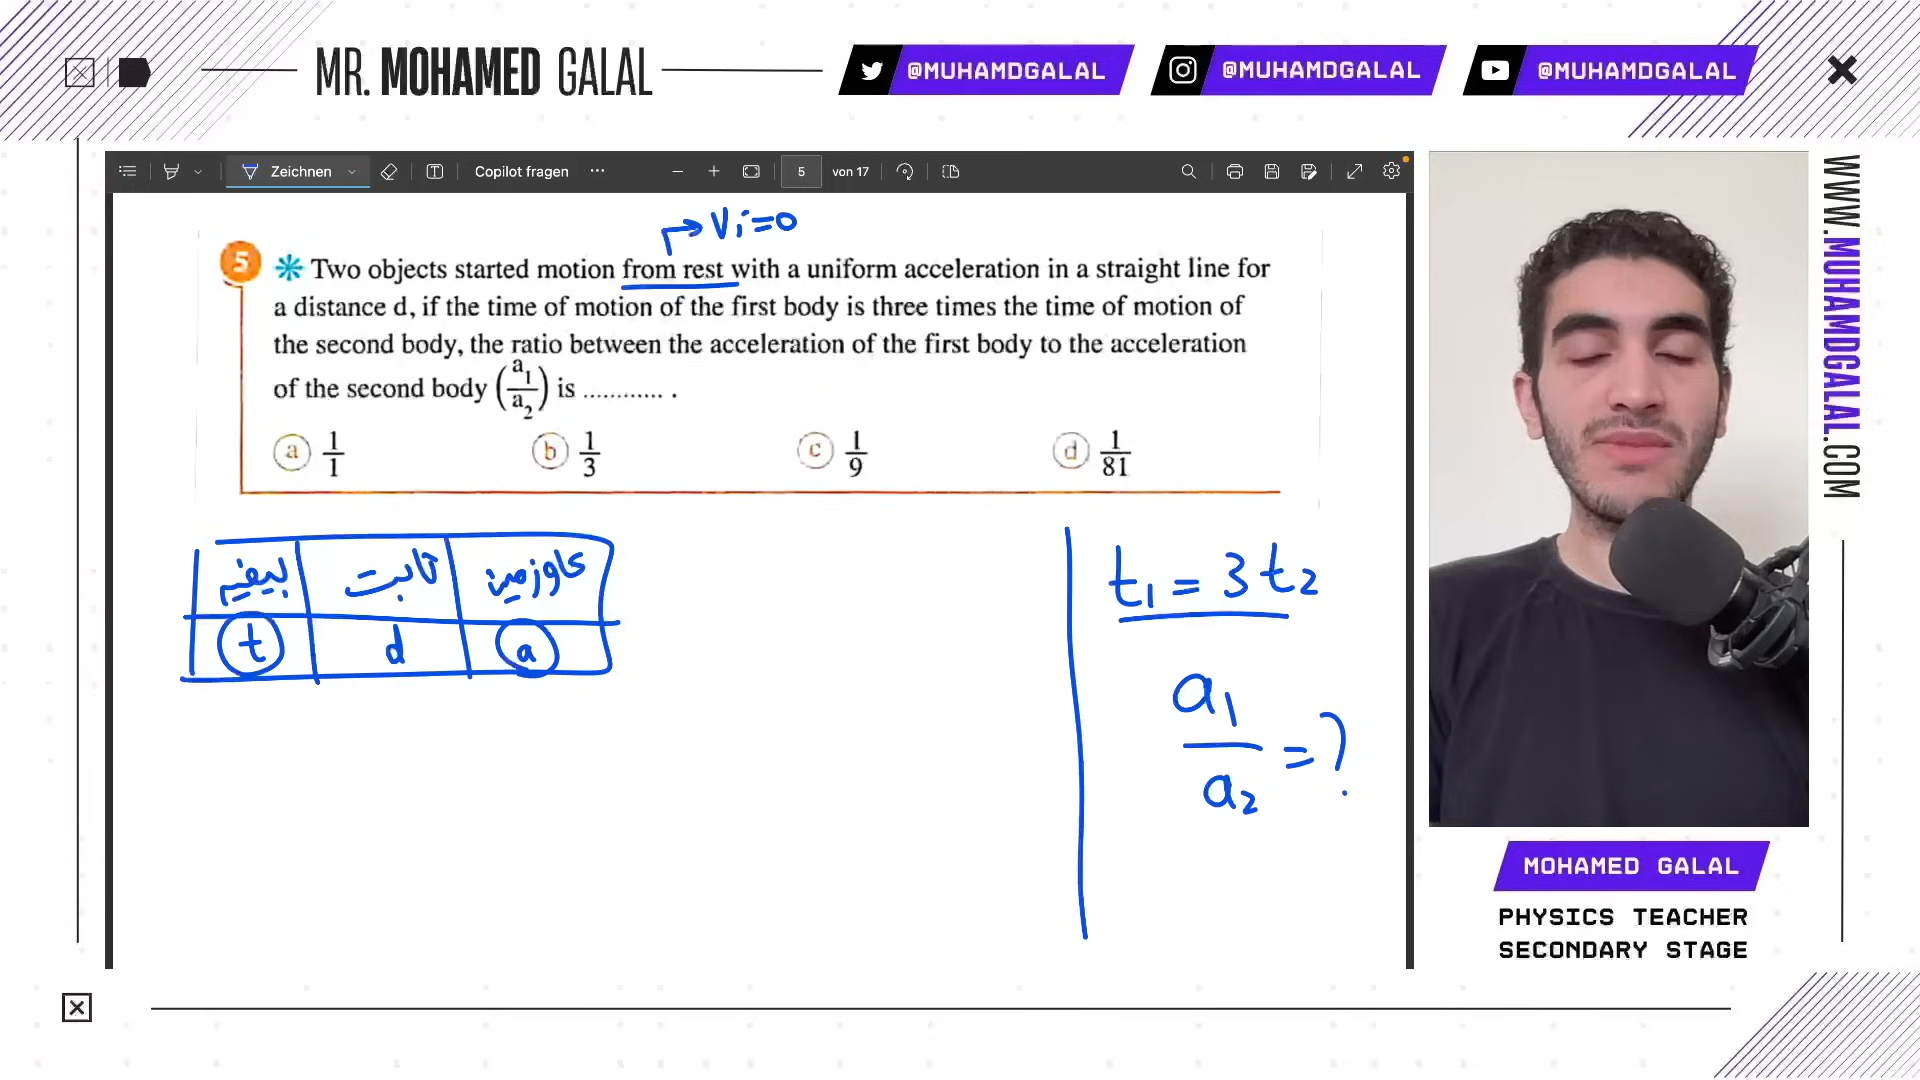 MR. MOHAMED GALAL
@MUHAMDGALAL
@MUHAMDGALAL
@MUHAMDGALAL
WWW.MUHAMDGALAL.COM
Zeichnen
Copilot fragen
5 von 17
→ Vi=0
5 * Two objects started motion from rest with a uniform acceleration in a straight line for
a distance d, if the time of motion of the first body is three times the time of motion of
the second body, the ratio between the acceleration of the first body to the acceleration
of the second body (a1/a2) is ............ .
a 1/1 b 1/3 c 1/9 d 1/81
ثابت
t d a
t1 = 3t2
a1/a2 = ?
MOHAMED GALAL
PHYSICS TEACHER
SECONDARY STAGE